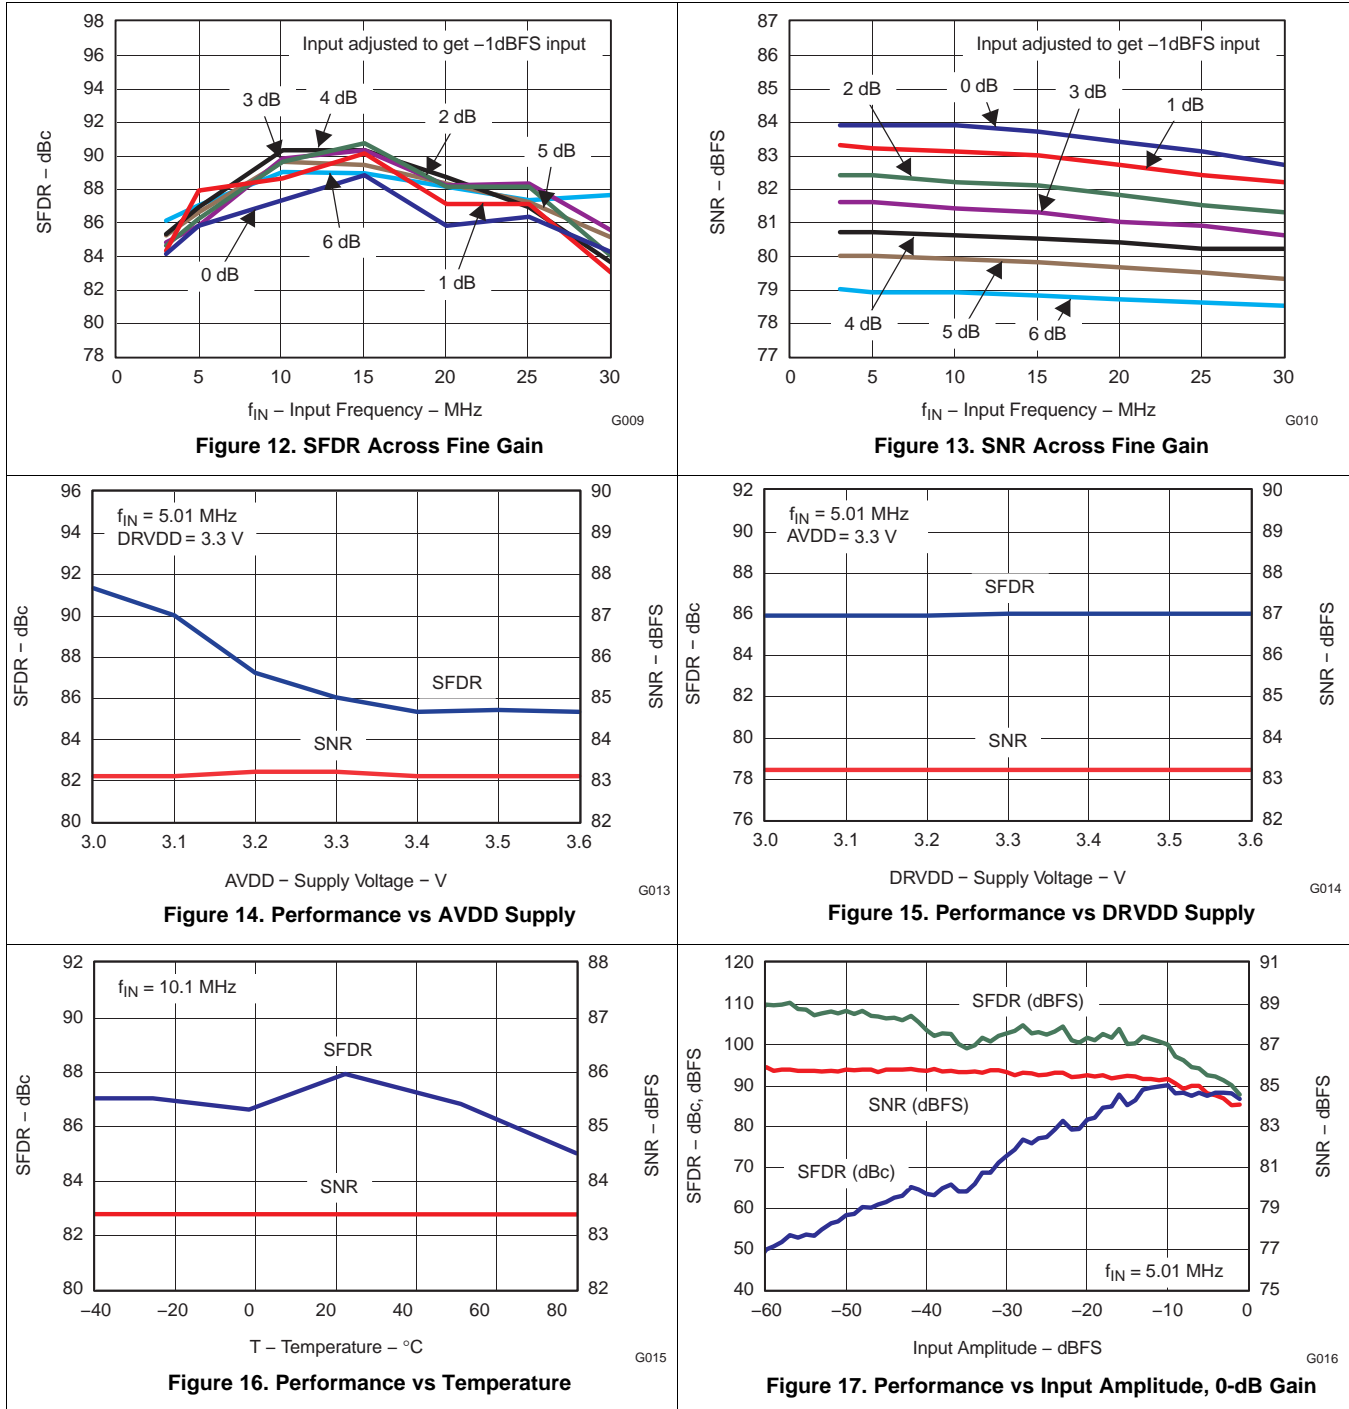 98
96
94
92
90
88
86
84
82
80
78
SFDR – dBc
Input adjusted to get –1dBFS input
3 dB
4 dB
2 dB
5 dB
6 dB
0 dB
1 dB
0
5
10
15
20
25
30
fIN – Input Frequency – MHz
G009
Figure 12. SFDR Across Fine Gain
87
86
85
84
83
82
81
80
79
78
77
SNR – dBFS
Input adjusted to get –1dBFS input
2 dB
0 dB
3 dB
1 dB
4 dB
5 dB
6 dB
0
5
10
15
20
25
30
fIN – Input Frequency – MHz
G010
Figure 13. SNR Across Fine Gain
96
94
92
90
88
86
84
82
80
SFDR – dBc
fIN = 5.01 MHz
DRVDD = 3.3 V
SFDR
SNR
90
89
88
87
86
85
84
83
82
SNR – dBFS
3.0
3.1
3.2
3.3
3.4
3.5
3.6
AVDD – Supply Voltage – V
G013
Figure 14. Performance vs AVDD Supply
92
90
88
86
84
82
80
78
76
SFDR – dBc
fIN = 5.01 MHz
AVDD = 3.3 V
SFDR
SNR
90
89
88
87
86
85
84
83
82
SNR – dBFS
3.0
3.1
3.2
3.3
3.4
3.5
3.6
DRVDD – Supply Voltage – V
G014
Figure 15. Performance vs DRVDD Supply
92
90
88
86
84
82
80
SFDR – dBc
fIN = 10.1 MHz
SFDR
SNR
88
87
86
85
84
83
82
SNR – dBFS
–40
–20
0
20
40
60
80
T – Temperature – °C
G015
Figure 16. Performance vs Temperature
120
110
100
90
80
70
60
50
40
SFDR – dBc, dBFS
SFDR (dBFS)
SNR (dBFS)
SFDR (dBc)
fIN = 5.01 MHz
91
89
87
85
83
81
79
77
75
SNR – dBFS
–60
–50
–40
–30
–20
–10
0
Input Amplitude – dBFS
G016
Figure 17. Performance vs Input Amplitude, 0-dB Gain